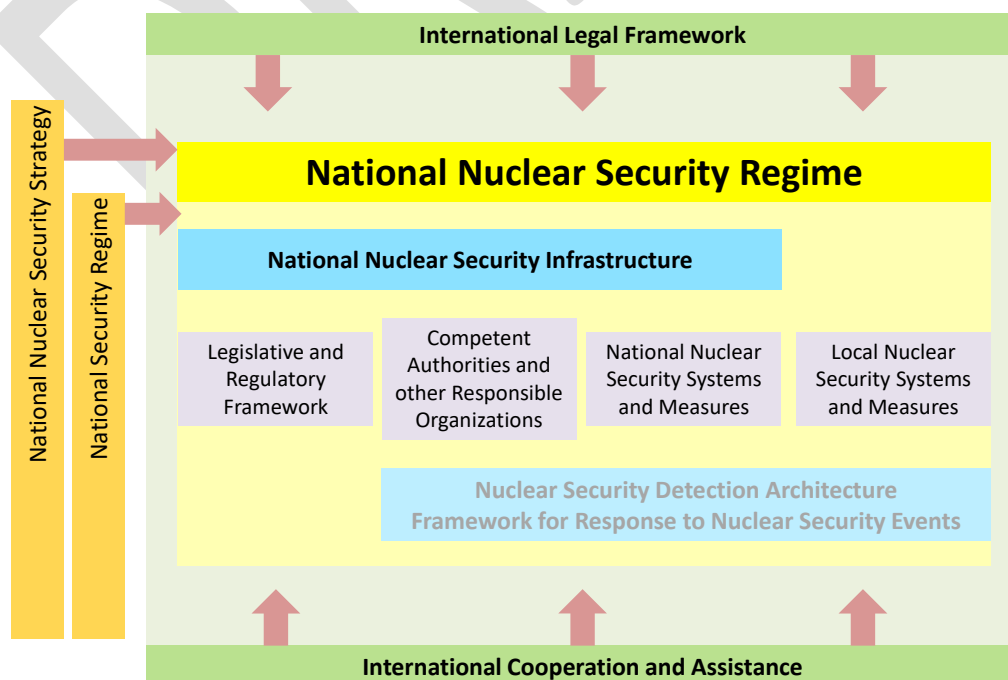 International Legal Framework
National Nuclear Security Strategy
National Security Regime
National Nuclear Security Regime
National Nuclear Security Infrastructure
Legislative and
Regulatory
Framework
Competent
Authorities and
other Responsible
Organizations
National Nuclear
Security Systems
and Measures
Local Nuclear
Security Systems
and Measures
Nuclear Security Detection Architecture
Framework for Response to Nuclear Security Events
International Cooperation and Assistance